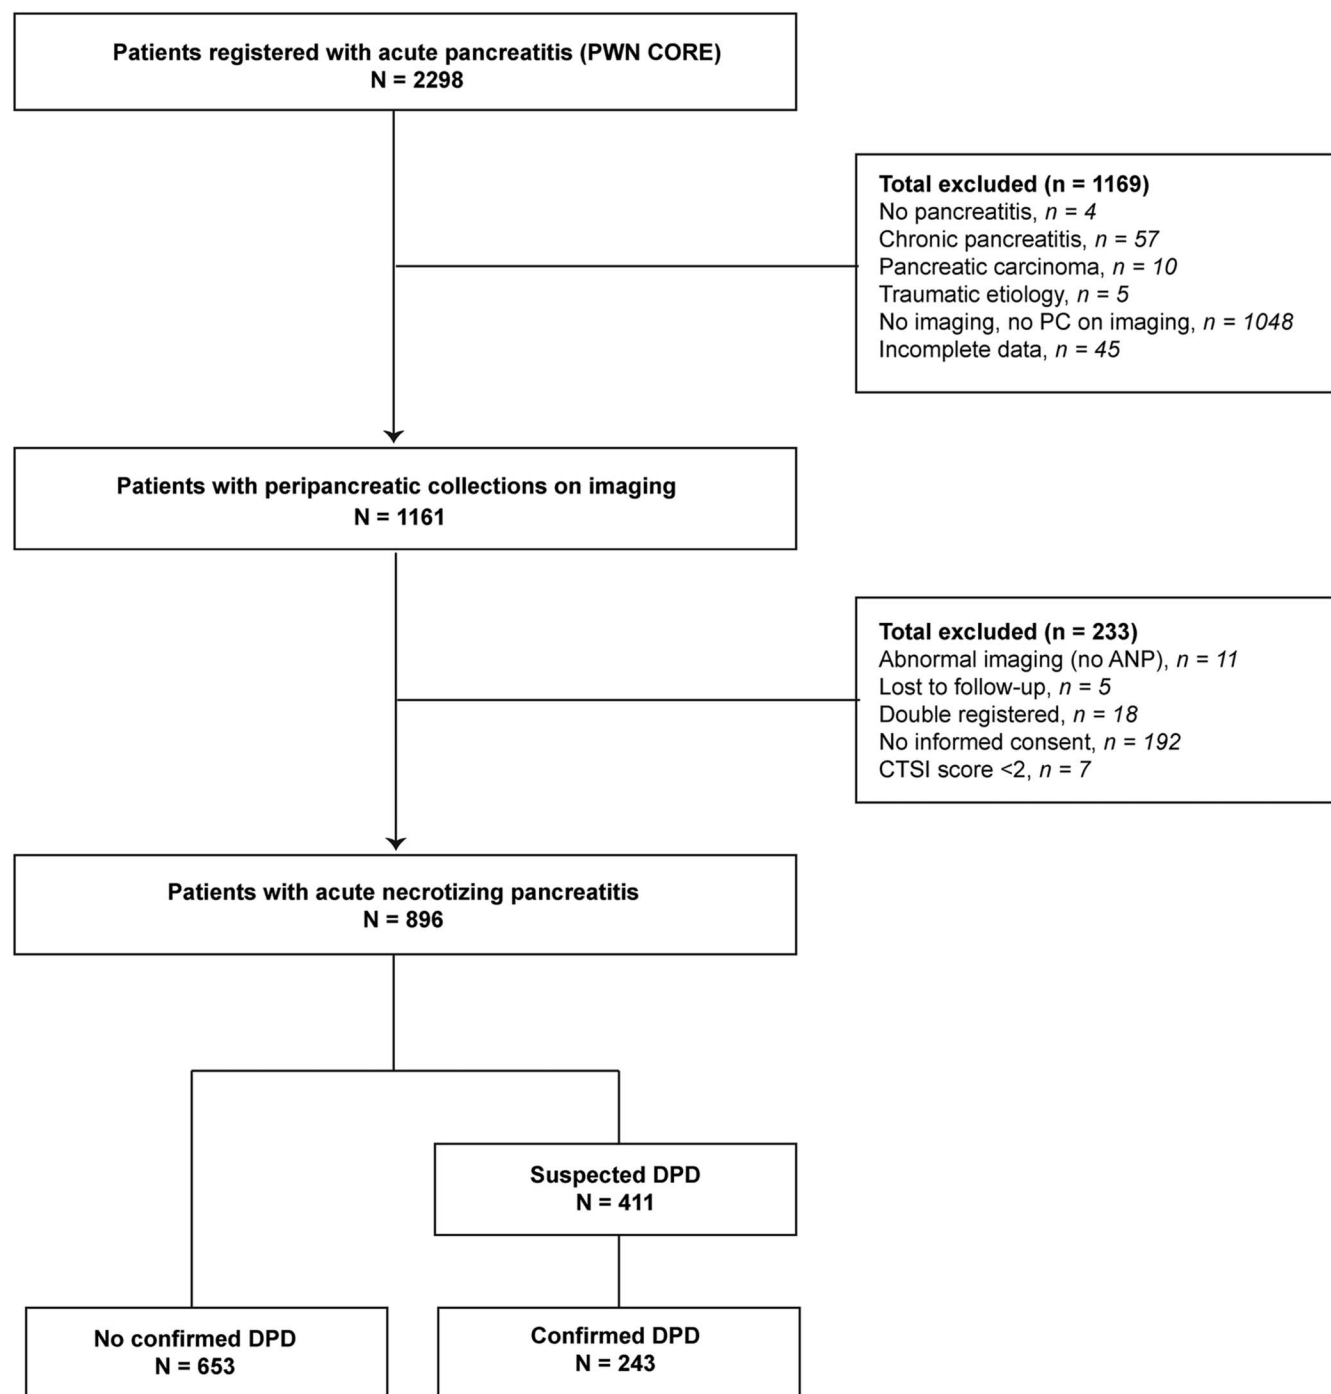 Patients registered with acute pancreatitis (PWN CORE)
N = 2298
Total excluded (n = 1169)
No pancreatitis, n = 4
Chronic pancreatitis, n = 57
Pancreatic carcinoma, n = 10
Traumatic etiology, n = 5
No imaging, no PC on imaging, n = 1048
Incomplete data, n = 45
Patients with peripancreatic collections on imaging
N = 1161
Total excluded (n = 233)
Abnormal imaging (no ANP), n = 11
Lost to follow-up, n = 5
Double registered, n = 18
No informed consent, n = 192
CTSI score <2, n = 7
Patients with acute necrotizing pancreatitis
N = 896
Suspected DPD
N = 411
No confirmed DPD
N = 653
Confirmed DPD
N = 243